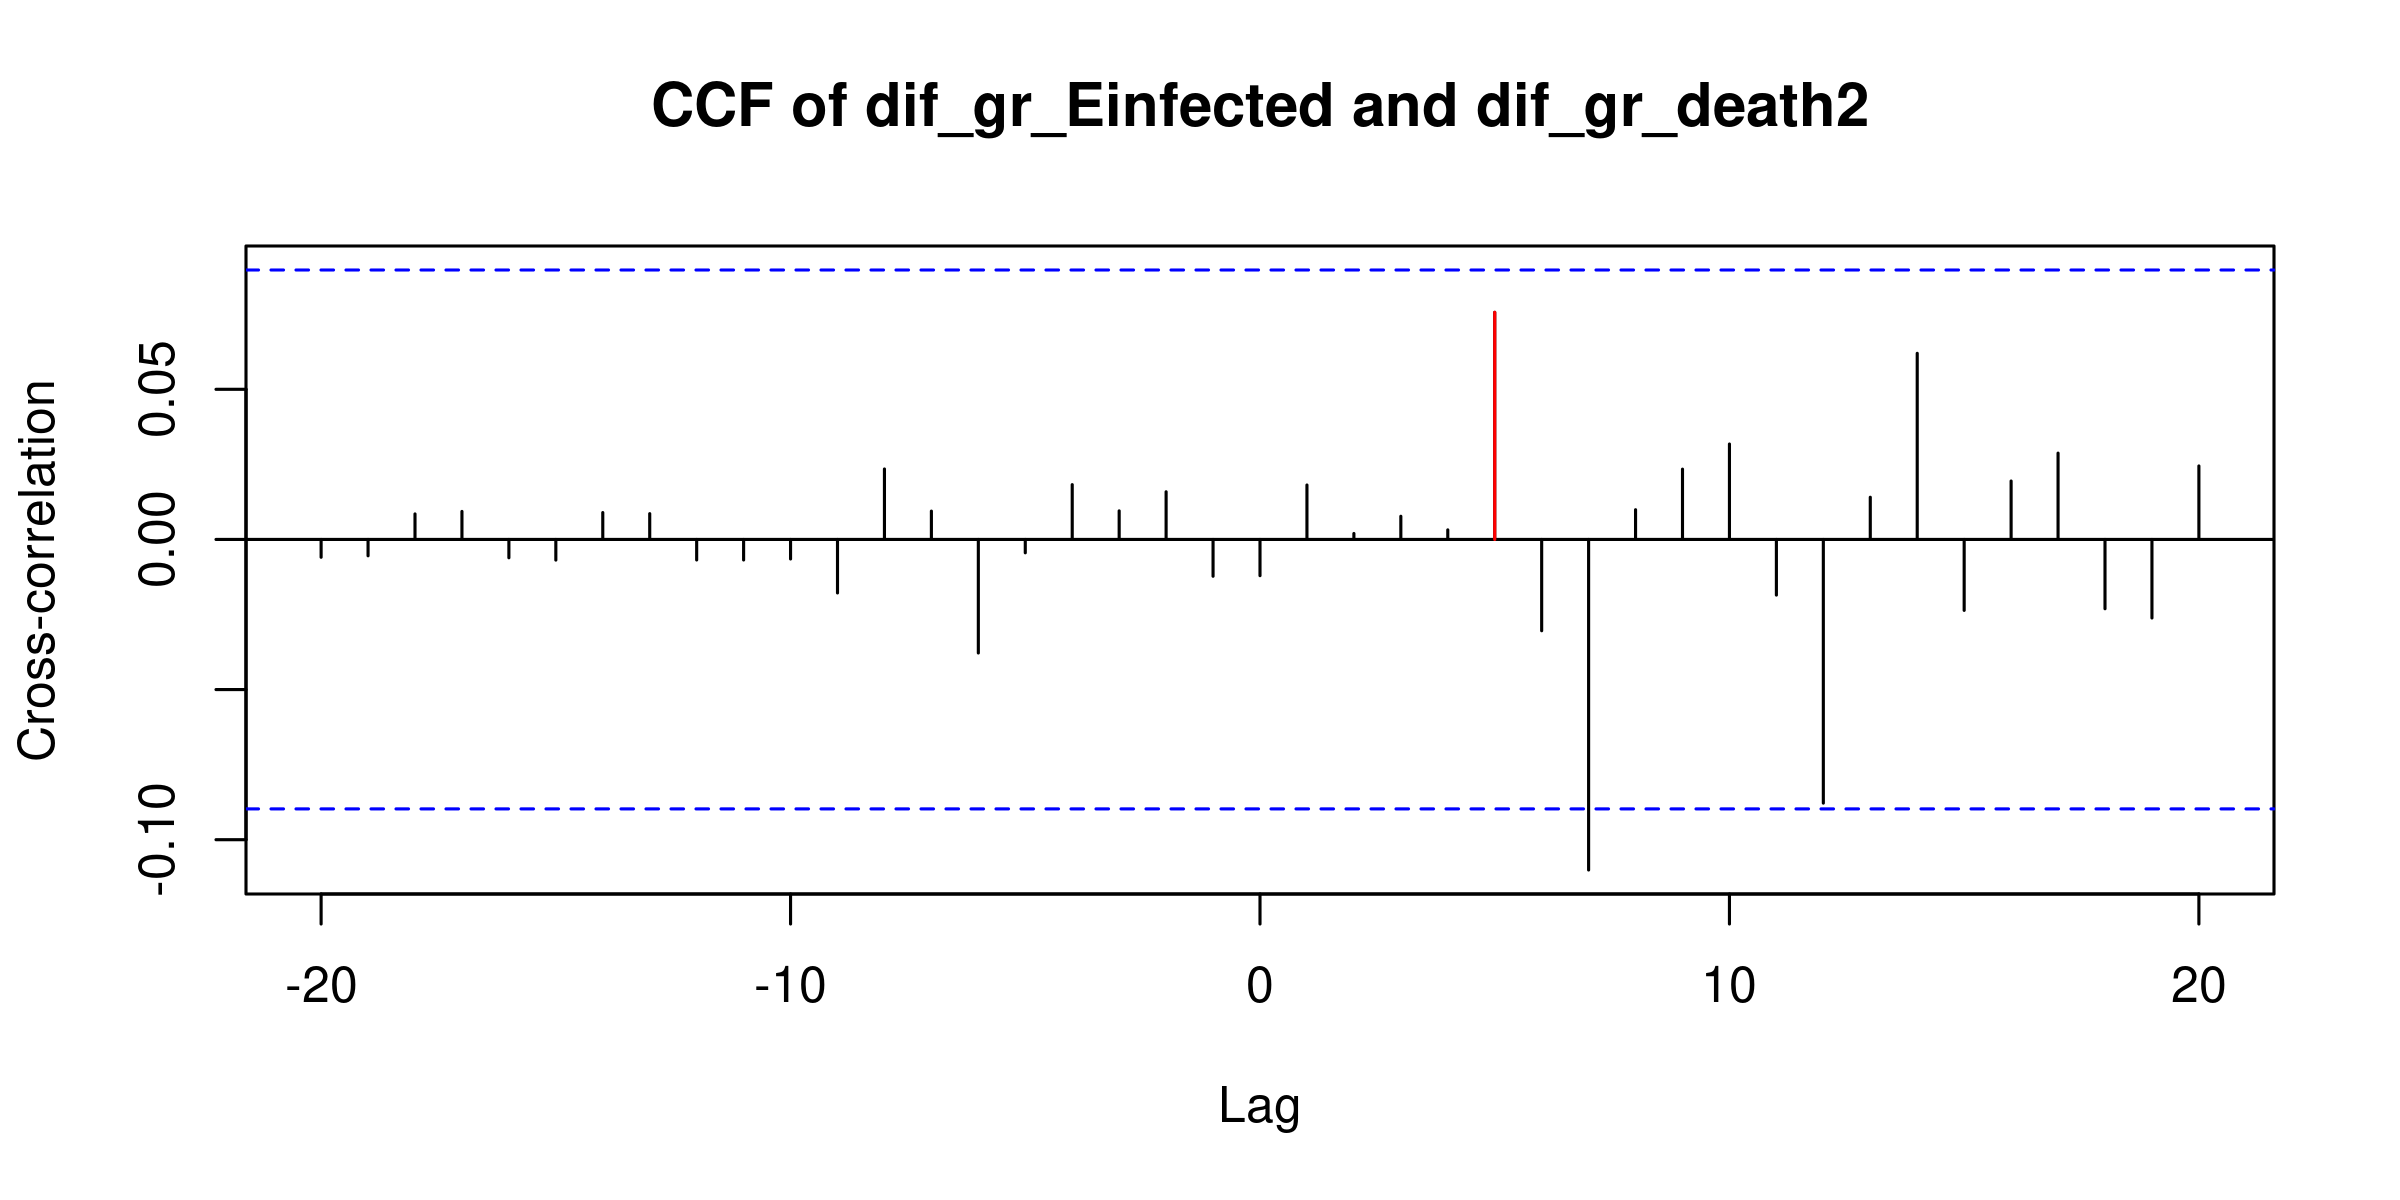 CCF of dif_gr_Einfected and dif_gr_death2
Cross-correlation
0.05
0.00
-0.10
-20 -10 0 10 20
Lag